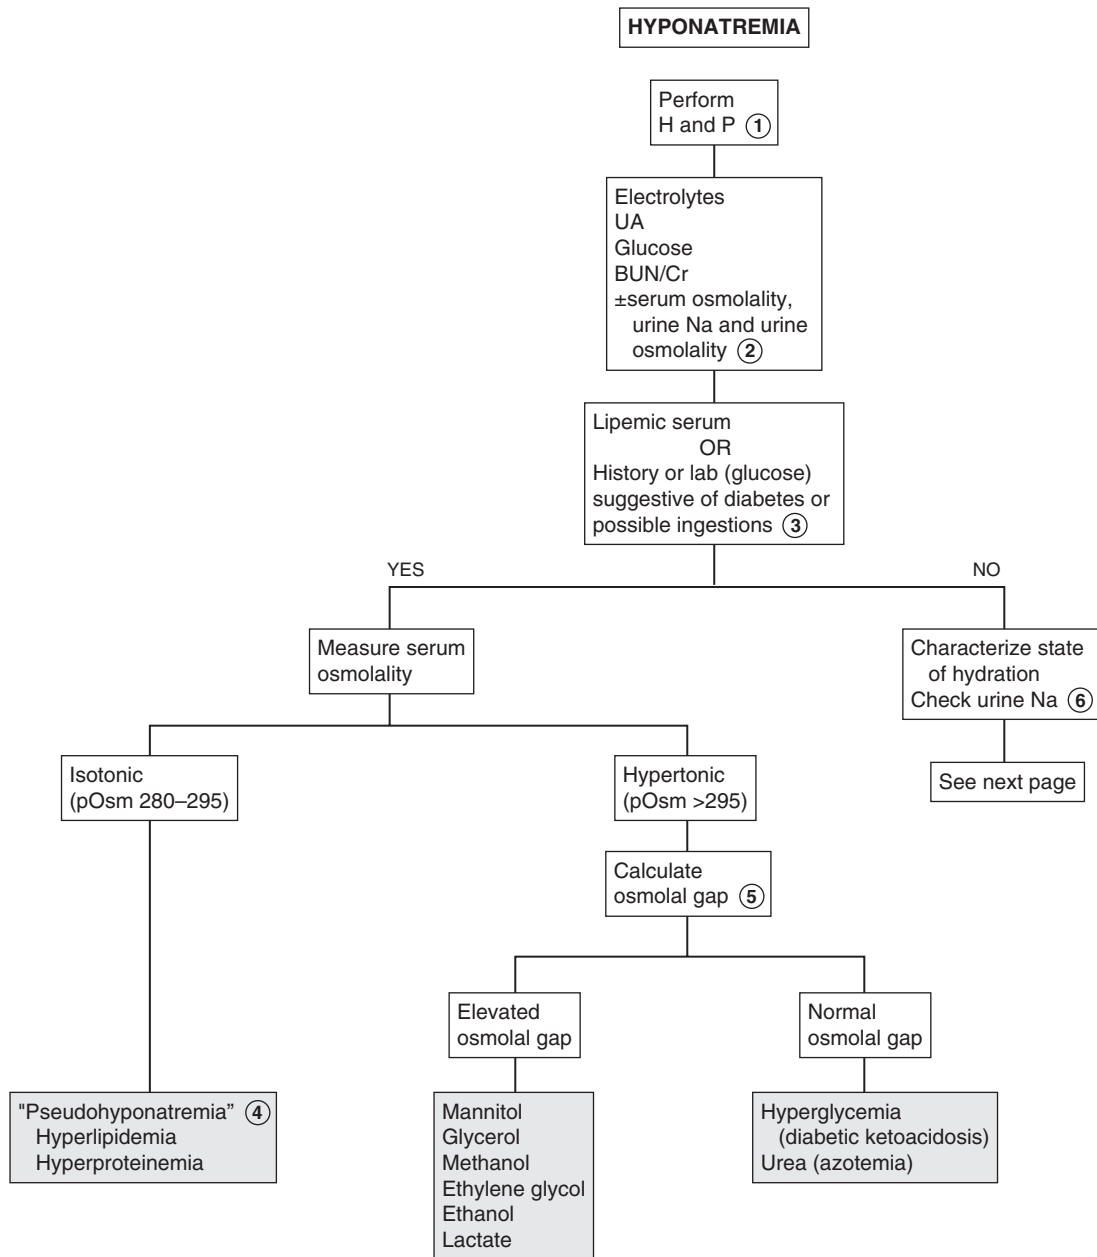 HYPONATREMIA
Perform
H and P 1
Electrolytes
UA
Glucose
BUN/Cr
±serum osmolality,
urine Na and urine
osmolality 2
Lipemic serum
OR
History or lab (glucose)
suggestive of diabetes or
possible ingestions 3
YES
NO
Measure serum
osmolality
Characterize state
of hydration
Check urine Na 6
Isotonic
(pOsm 280–295)
Hypertonic
(pOsm >295)
See next page
Calculate
osmolal gap 5
Elevated
osmolal gap
Normal
osmolal gap
"Pseudohyponatremia” 4
Hyperlipidemia
Hyperproteinemia
Mannitol
Glycerol
Methanol
Ethylene glycol
Ethanol
Lactate
Hyperglycemia
(diabetic ketoacidosis)
Urea (azotemia)